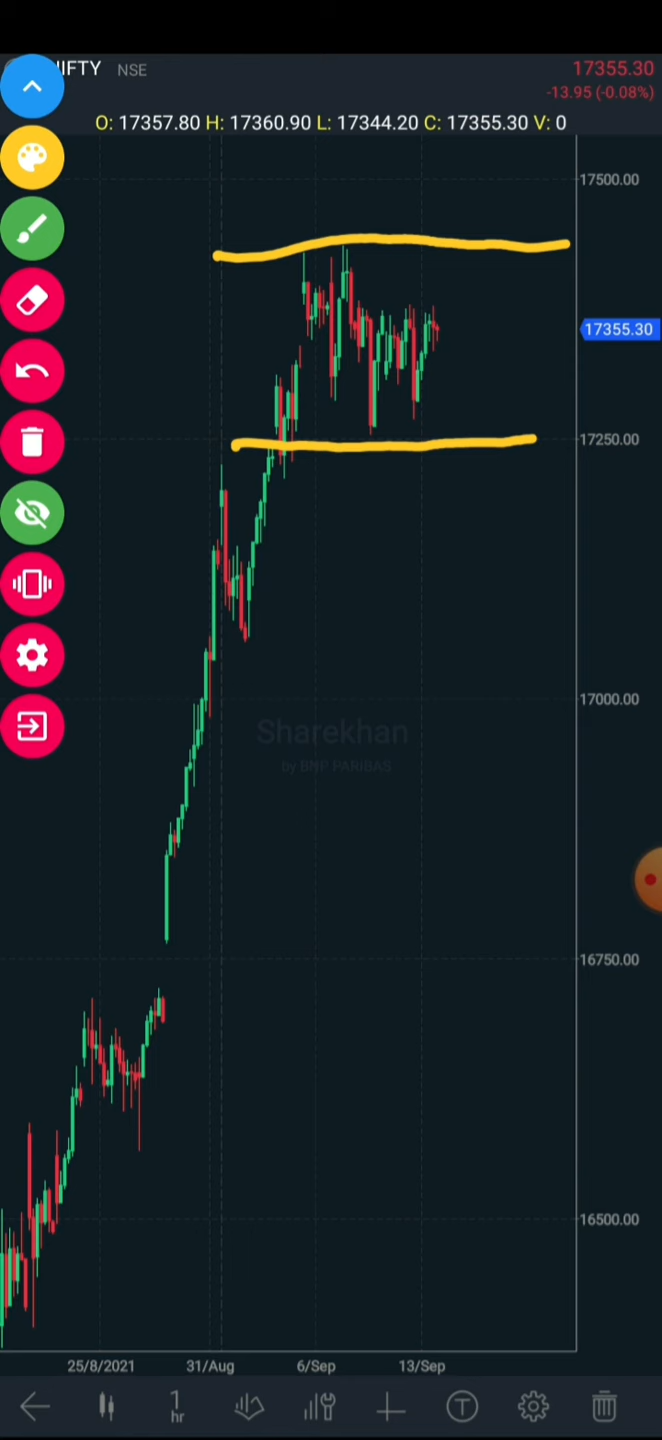 IFTY NSE
17355.30
-13.95 (-0.08%)
O: 17357.80 H: 17360.90 L: 17344.20 C: 17355.30 V: 0
17500.00
17355.30
17250.00
17000.00
Sharekhan
by BNP PARIBAS
16750.00
16500.00
25/8/2021 31/Aug 6/Sep 13/Sep
1
hr
T